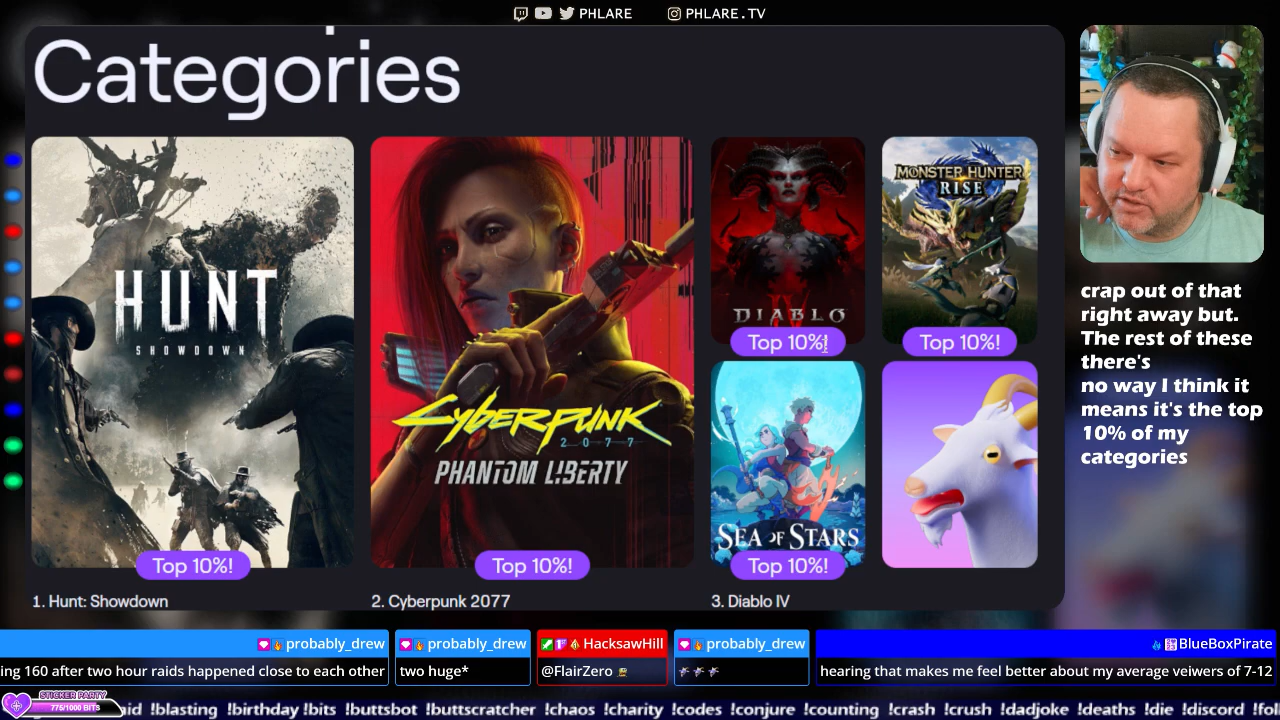 PHLARE PHLARE.TV
Categories
HUNT
SHOWDOWN
Top 10%!
1. Hunt: Showdown
CYBERPUNK
2077
PHANTOM L!BERTY
Top 10%!
2. Cyberpunk 2077
DIABLO
IV
Top 10%!
MONSTER HUNTER
RISE
Top 10%!
SEA OF STARS
Top 10%!
3. Diablo IV
crap out of that
right away but.
The rest of these
there's
no way I think it
means it's the top
10% of my
categories
probably_drew
ing 160 after two hour raids happened close to each other
probably_drew
two huge*
HacksawHill
@FlairZero
probably_drew
BlueBoxPirate
hearing that makes me feel better about my average veiwers of 7-12
STICKER PARTY
775/1000 BITS
!blasting !birthday !bits !buttsbot !buttscratcher !chaos !charity !codes !conjure !counting !crash !crush !dadjoke !deaths !die !discord